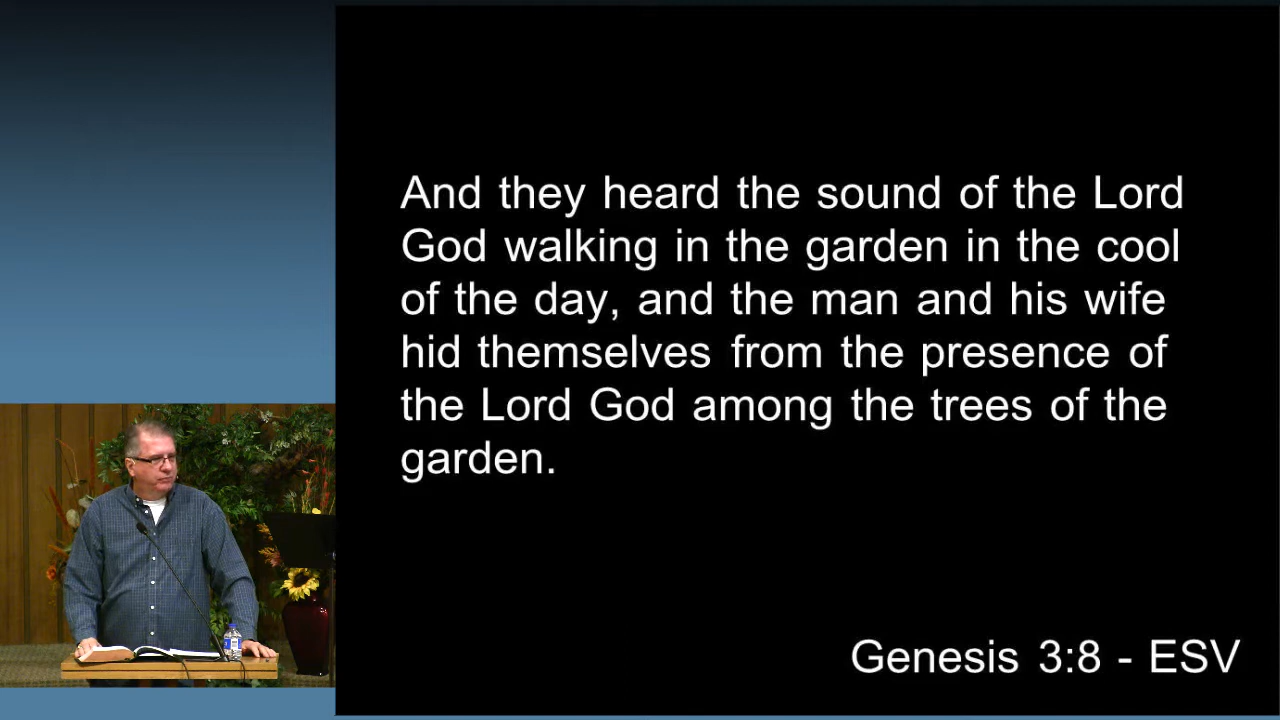 And they heard the sound of the Lord
God walking in the garden in the cool
of the day, and the man and his wife
hid themselves from the presence of
the Lord God among the trees of the
garden.
Genesis 3:8 - ESV